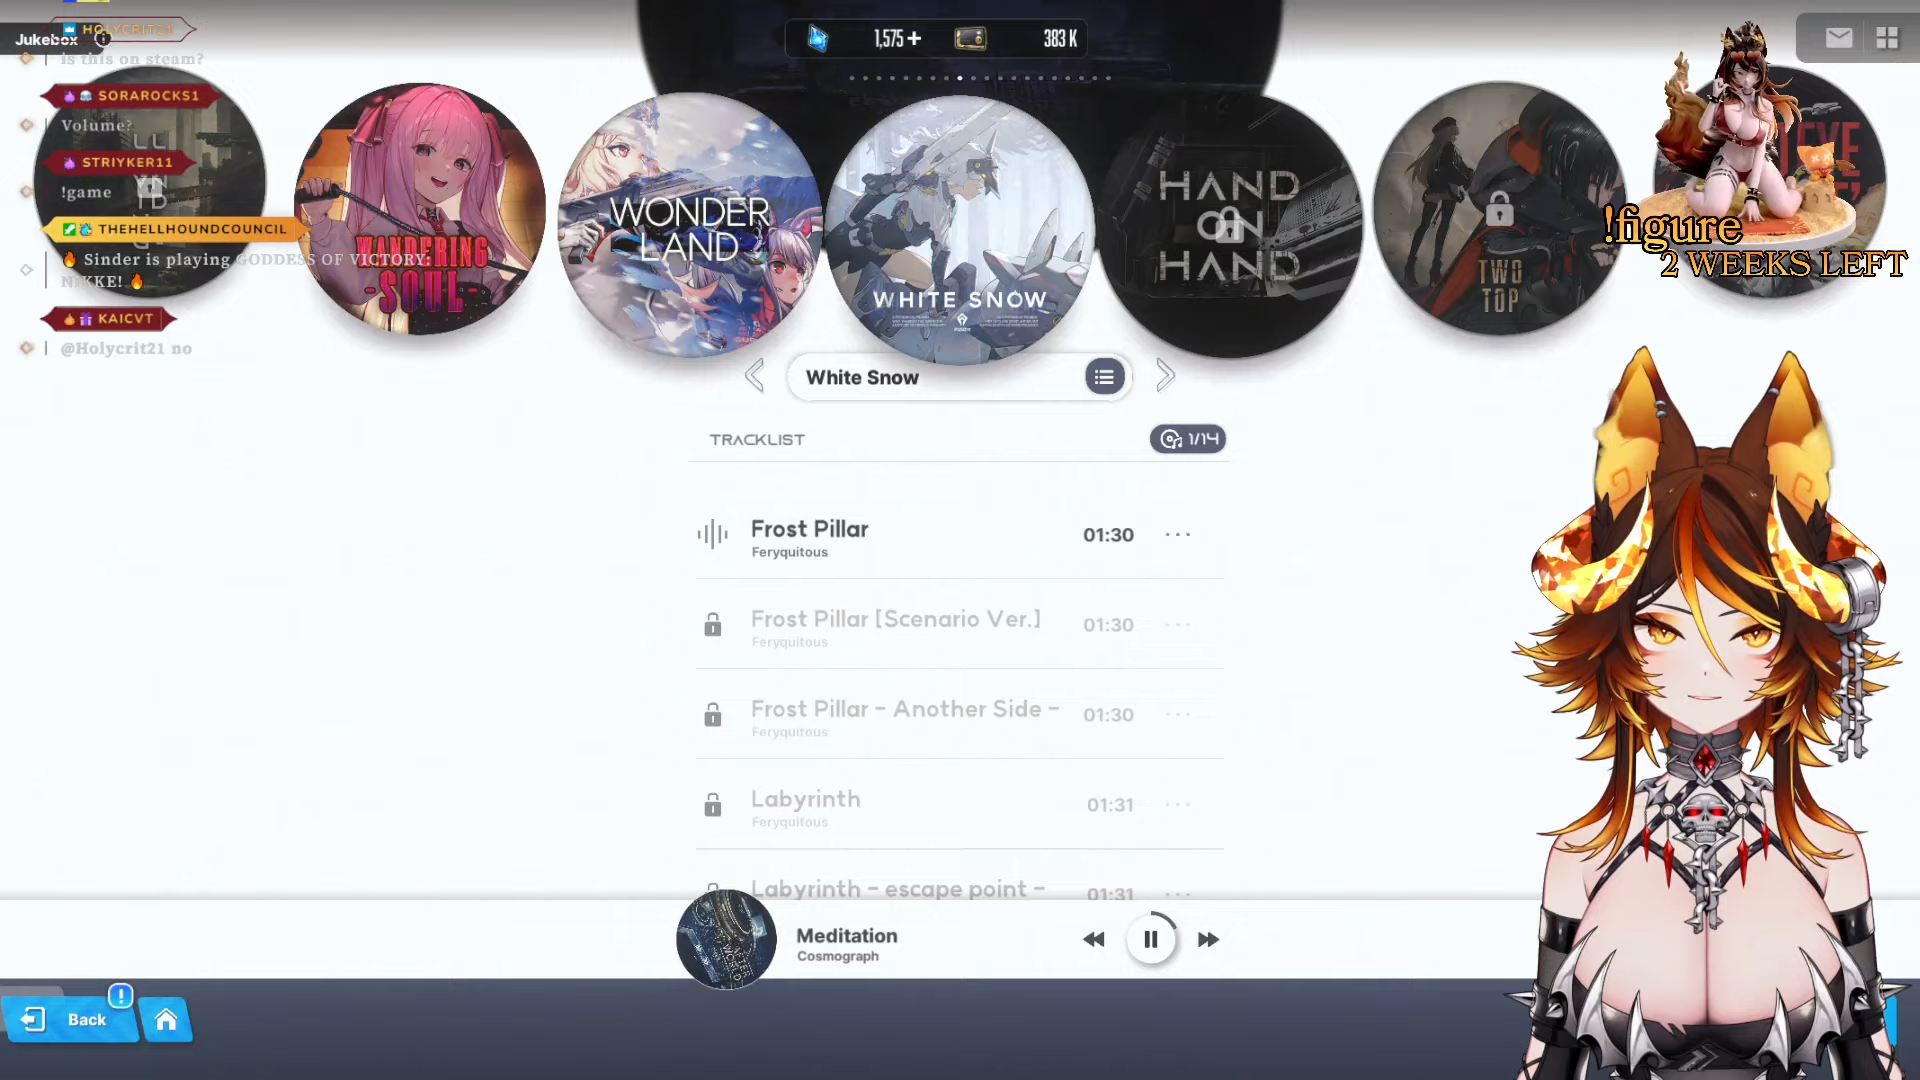 Jukebox
HOLYCRIT21
is this on steam?
SORAROCKS1
Volume?
STRIYKER11
!game
THEHELLHOUNDCOUNCIL
🔥 Sinder is playing GODDESS OF VICTORY:
NIKKE! 🔥
KAICVT
@Holycrit21 no
1,575+
383 K
WANDERING
-SOUL-
WONDER
LAND
WHITE SNOW
HAND
ON
HAND
TWO
TOP
!figure
2 WEEKS LEFT
White Snow
TRACKLIST
1/14
Frost Pillar
01:30
Feryquitous
Frost Pillar [Scenario Ver.]
01:30
Feryquitous
Frost Pillar - Another Side -
01:30
Feryquitous
Labyrinth
01:31
Feryquitous
Labyrinth - escape point -
01:31
Meditation
Cosmograph
Back